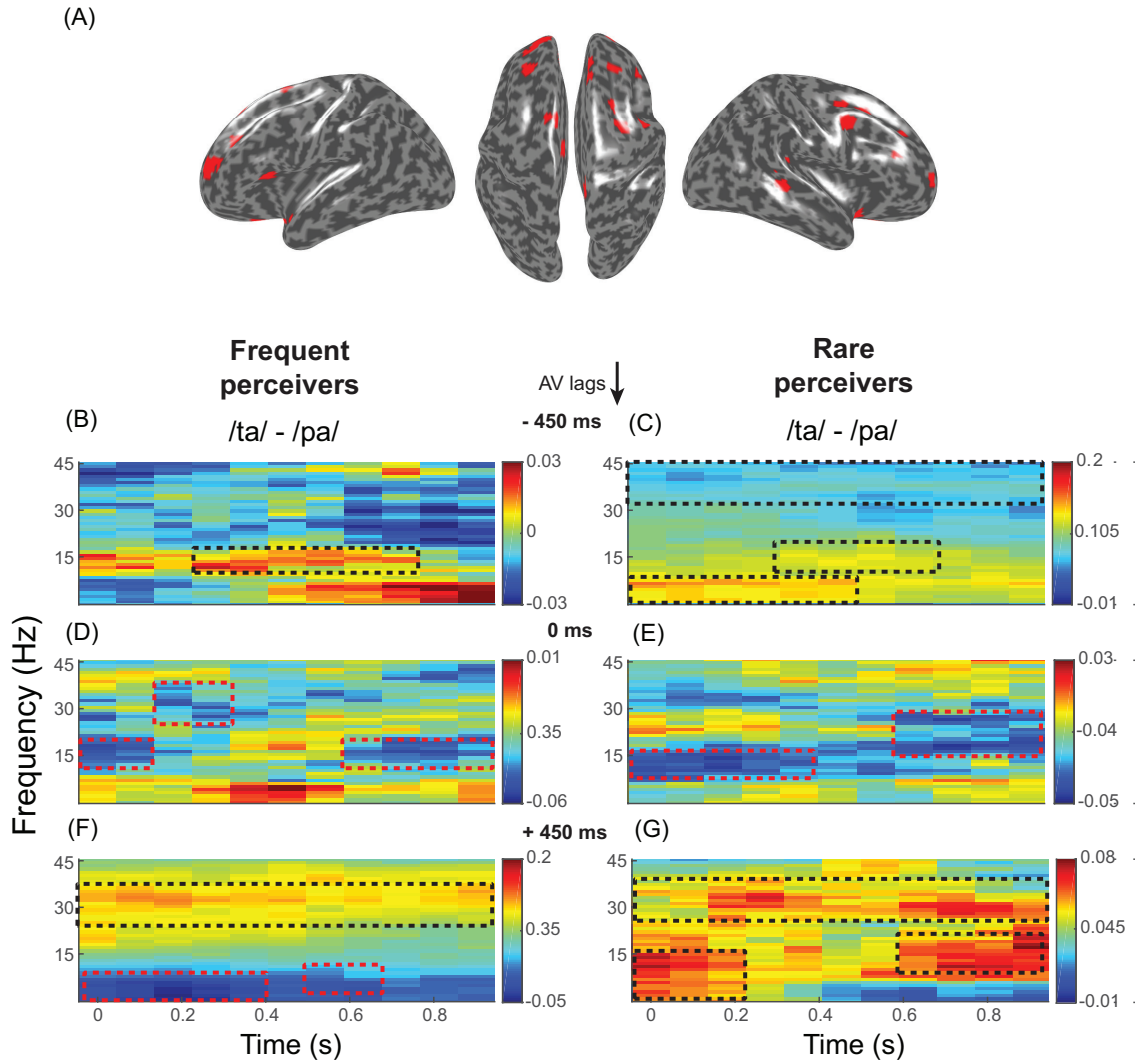 (A)
Frequent
perceivers
Rare
perceivers
AV lags
(B)
/ta/ - /pa/
- 450 ms
(C)
/ta/ - /pa/
45
30
15
0.03
0
-0.03
45
30
15
0.2
0.105
-0.01
(D)
0 ms
(E)
45
30
15
0.01
0.35
-0.06
45
30
15
0.03
-0.04
-0.05
(F)
+ 450 ms
(G)
45
30
15
0.2
0.35
-0.05
45
30
15
0.08
0.045
-0.01
0 0.2 0.4 0.6 0.8
0 0.2 0.4 0.6 0.8
Time (s)
Time (s)
Frequency (Hz)